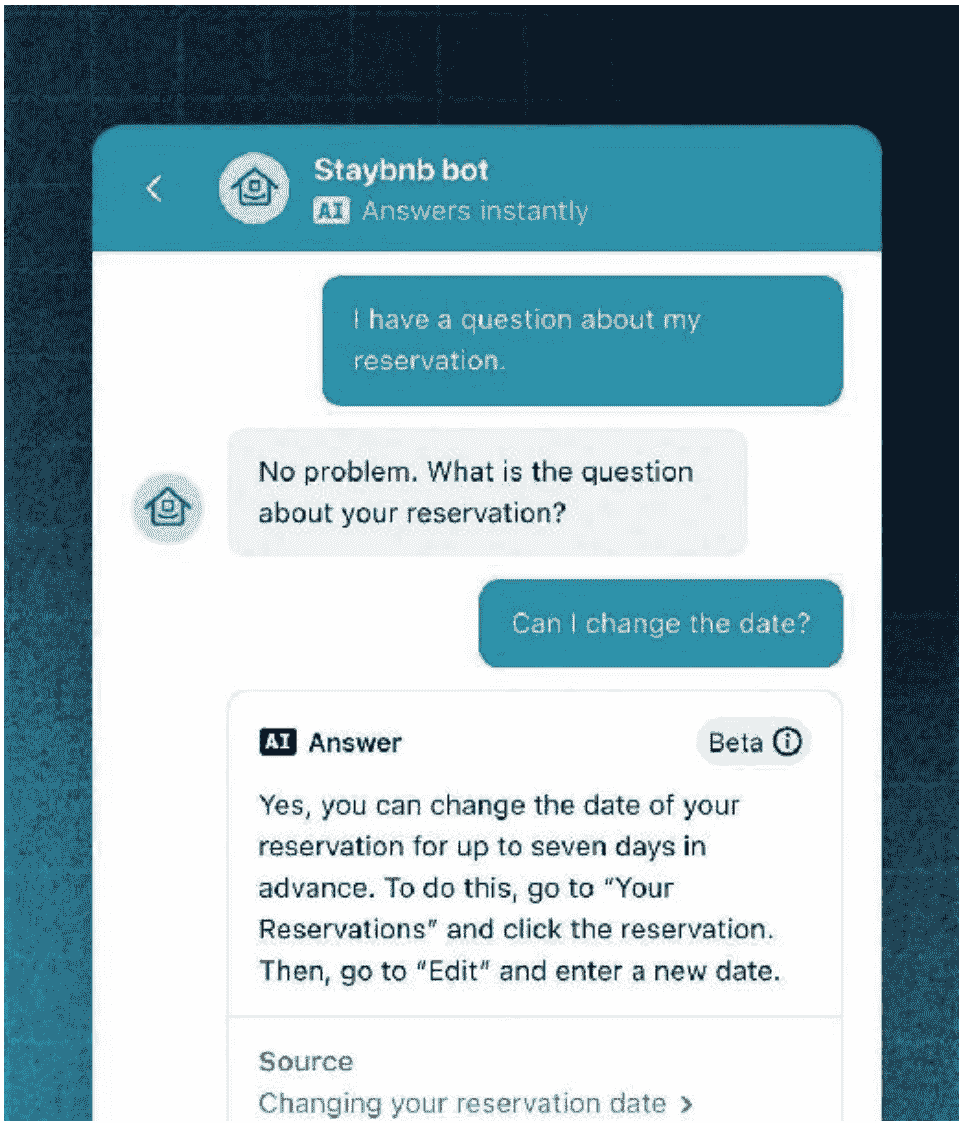 Staybnb bot
AI Answers instantly
I have a question about my
reservation.
No problem. What is the question
about your reservation?
Can I change the date?
AI Answer
Beta
Yes, you can change the date of your
reservation for up to seven days in
advance. To do this, go to “Your
Reservations” and click the reservation.
Then, go to “Edit” and enter a new date.
Source
Changing your reservation date >